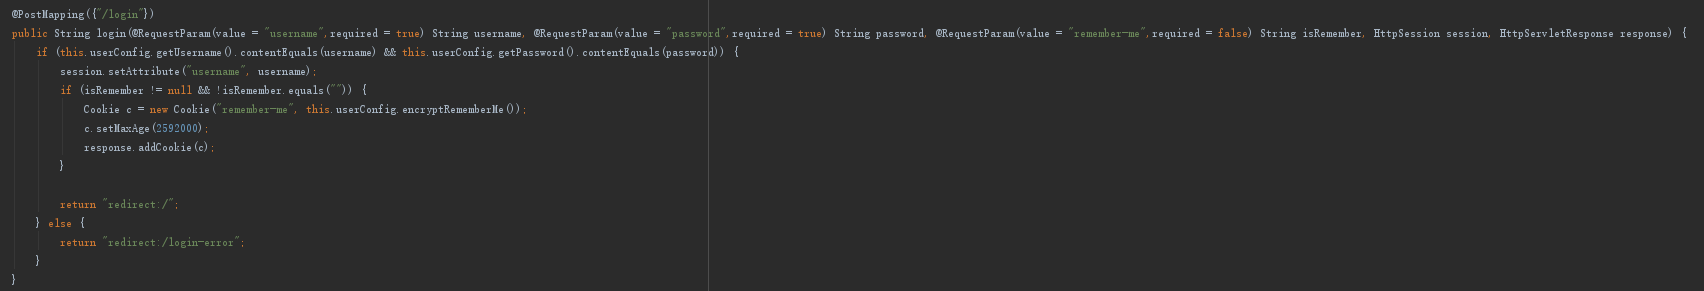 @PostMapping({"/login"})
public String login(@RequestParam(value = "username",required = true) String username, @RequestParam(value = "password",required = true) String password, @RequestParam(value = "remember-me",required = false) String isRemember, HttpSession session, HttpServletResponse response) {
if (this.userConfig.getUsername().contentEquals(username) && this.userConfig.getPassword().contentEquals(password)) {
session.setAttribute("username", username);
if (isRemember != null && !isRemember.equals("")) {
Cookie c = new Cookie("remember-me", this.userConfig.encryptRememberMe());
c.setMaxAge(2592000);
response.addCookie(c);
}
return "redirect:/";
} else {
return "redirect:/login-error";
}
}